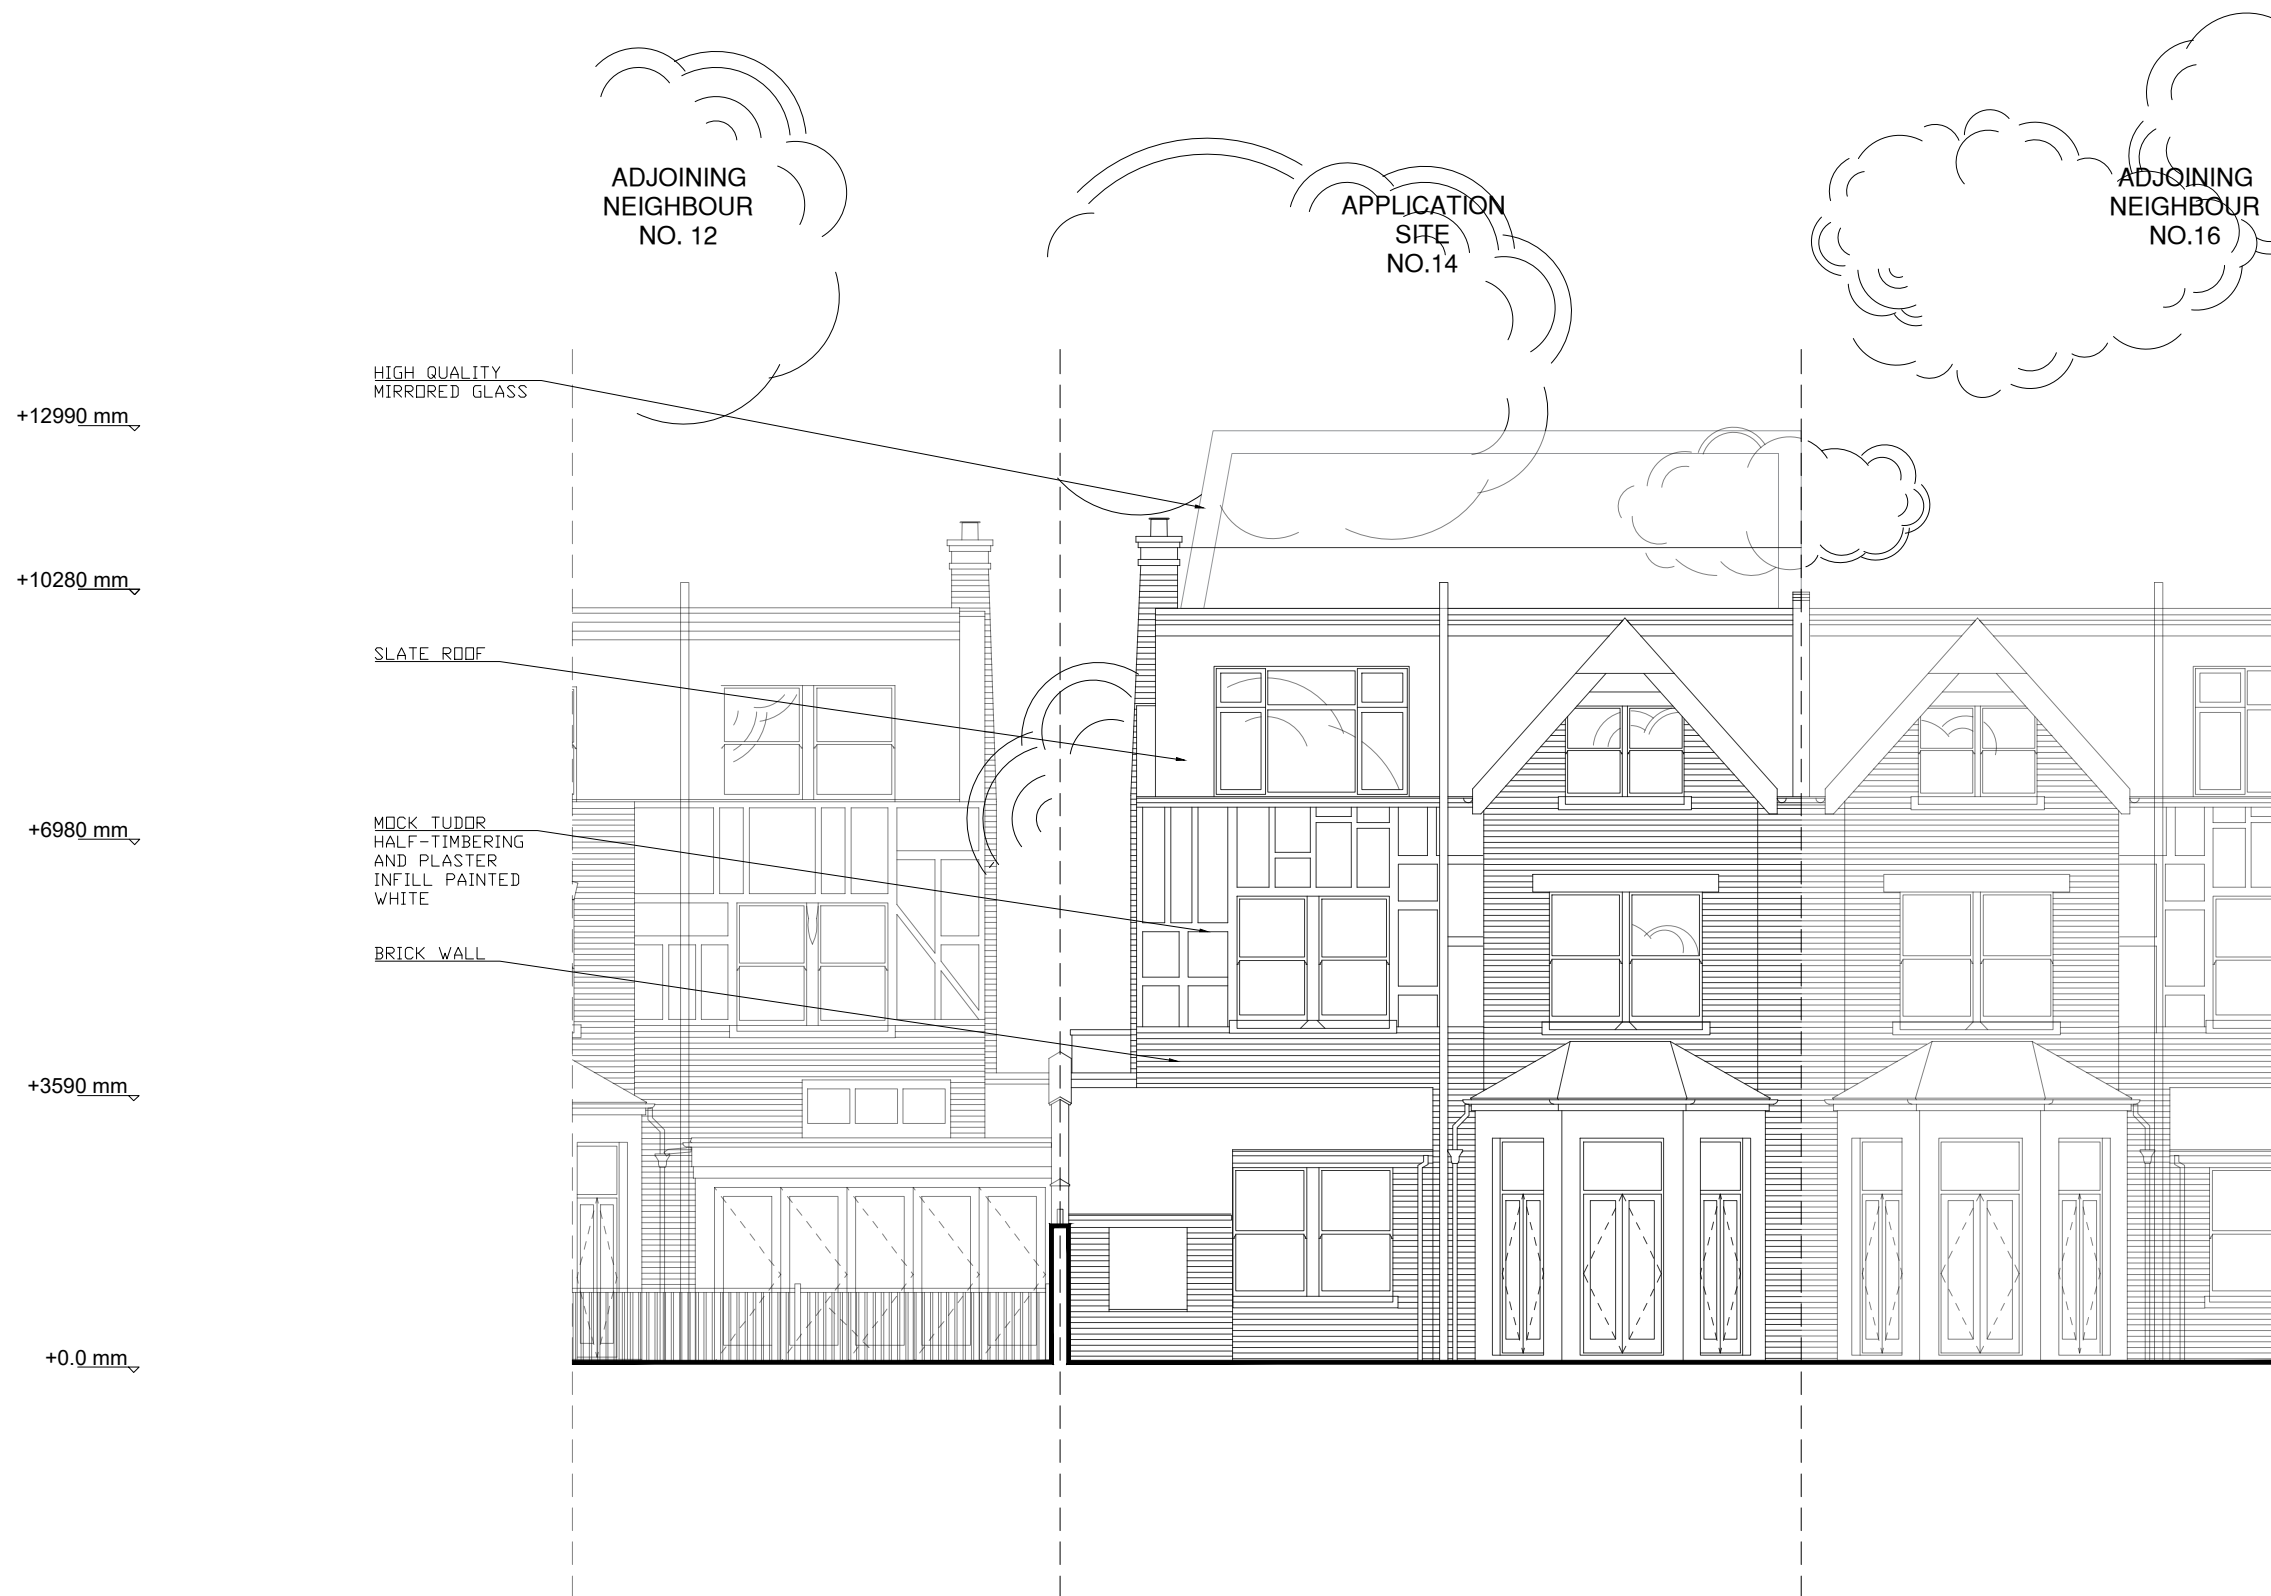 ADJOINING
NEIGHBOUR
NO. 12
APPLICATION
SITE
NO.14
ADJOINING
NEIGHBOUR
NO.16
HIGH QUALITY
MIRRORED GLASS
+12990 mm
+10280 mm
SLATE ROOF
+6980 mm
MOCK TUDOR
HALF-TIMBERING
AND PLASTER
INFILL PAINTED
WHITE
BRICK WALL
+3590 mm
+0.0 mm